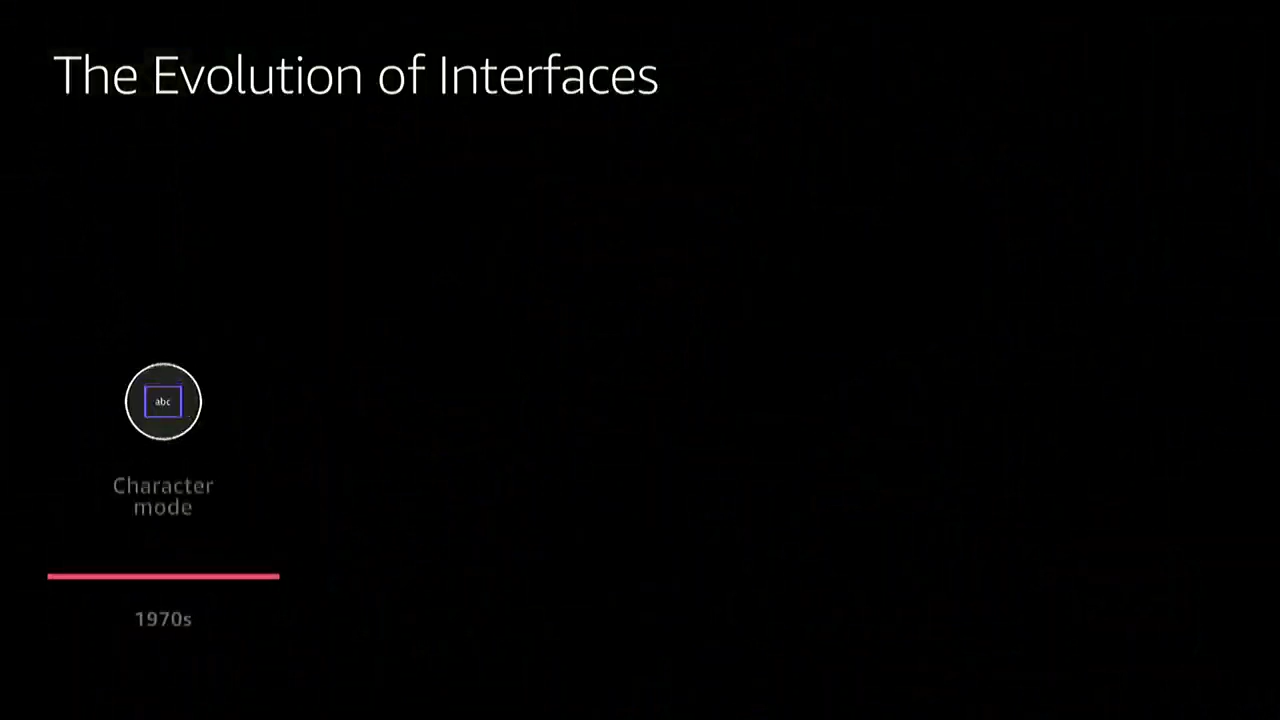 The Evolution of Interfaces
abc
Character
mode
1970s